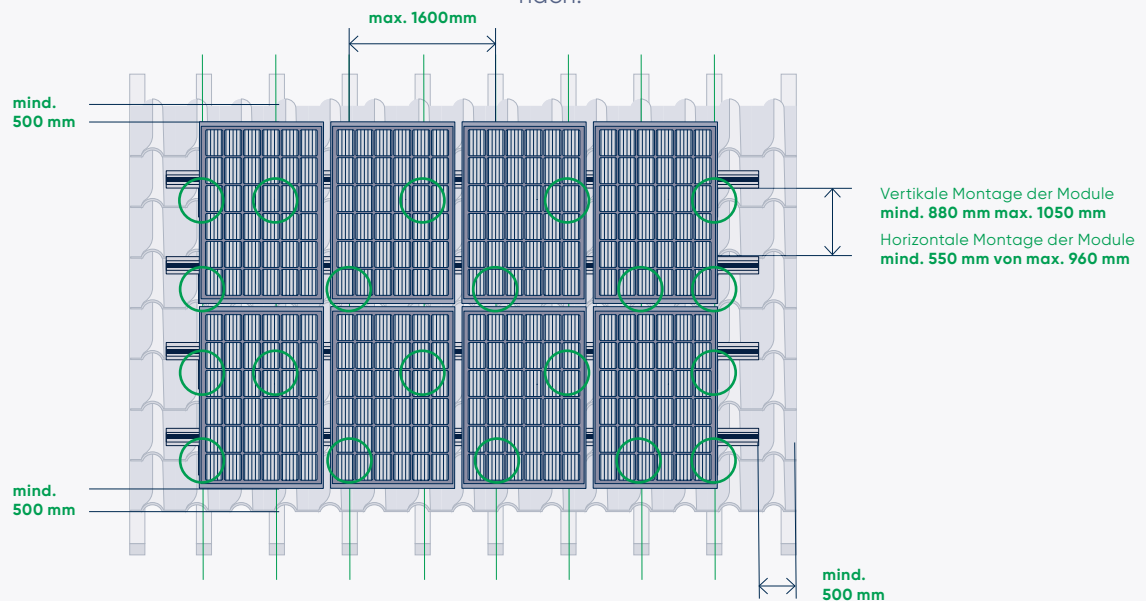 nach.
max. 1600mm
mind.
500 mm
Vertikale Montage der Module
mind. 880 mm max. 1050 mm
Horizontale Montage der Module
mind. 550 mm von max. 960 mm
mind.
500 mm
mind.
500 mm